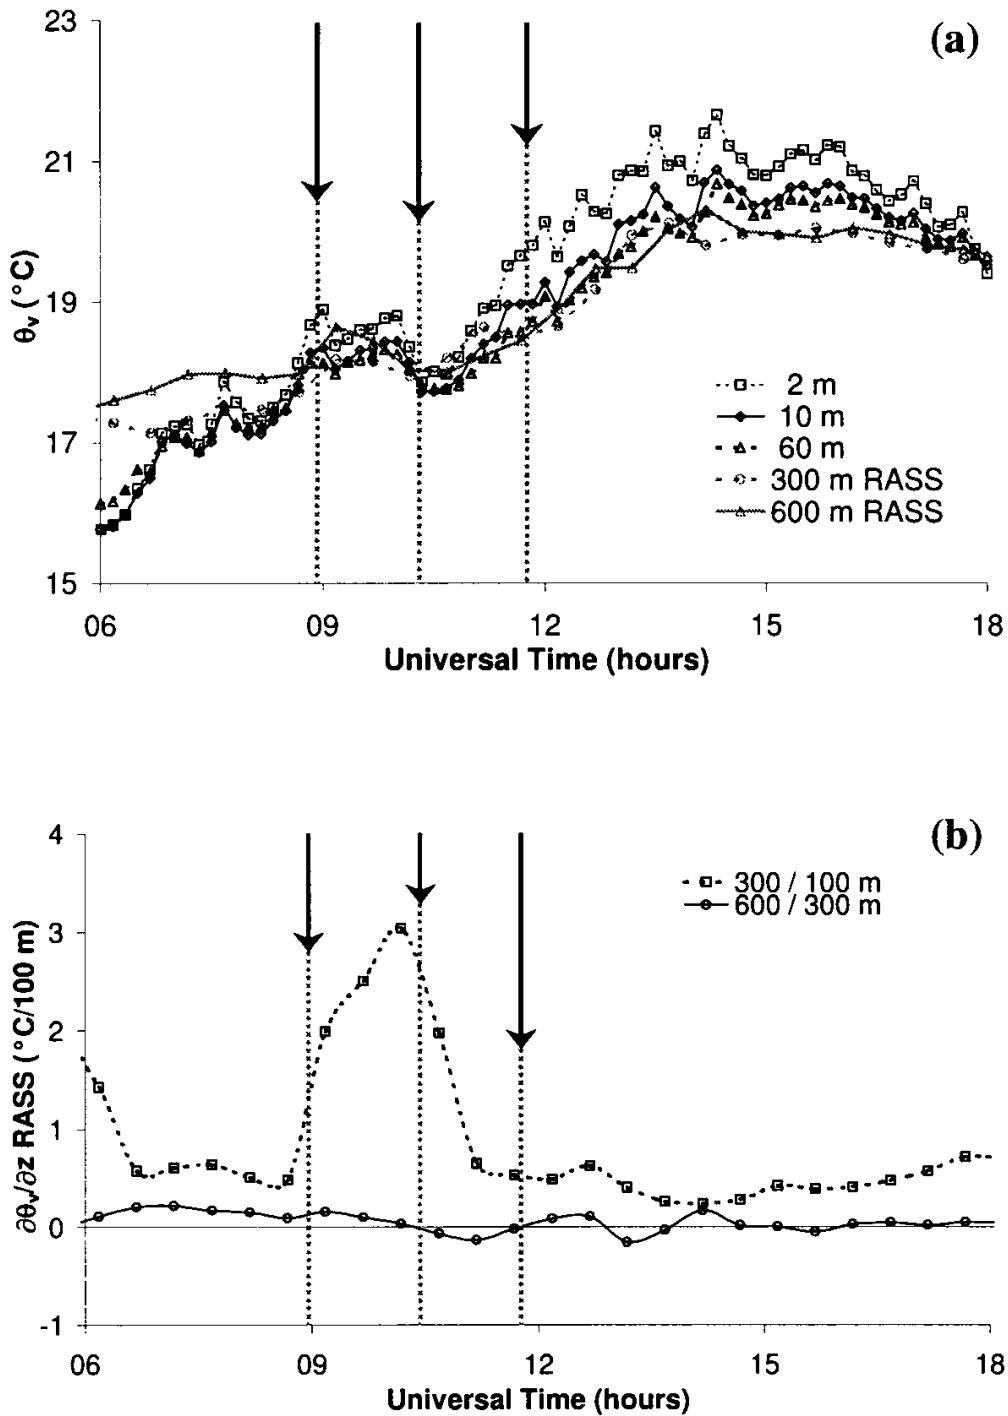 (a)
23
21
19
17
15
θv (°C)
2 m
10 m
60 m
300 m RASS
600 m RASS
06 09 12 15 18
Universal Time (hours)
(b)
4
3
2
1
0
-1
∂θv/∂z RASS (°C/100 m)
300 / 100 m
600 / 300 m
06 09 12 15 18
Universal Time (hours)